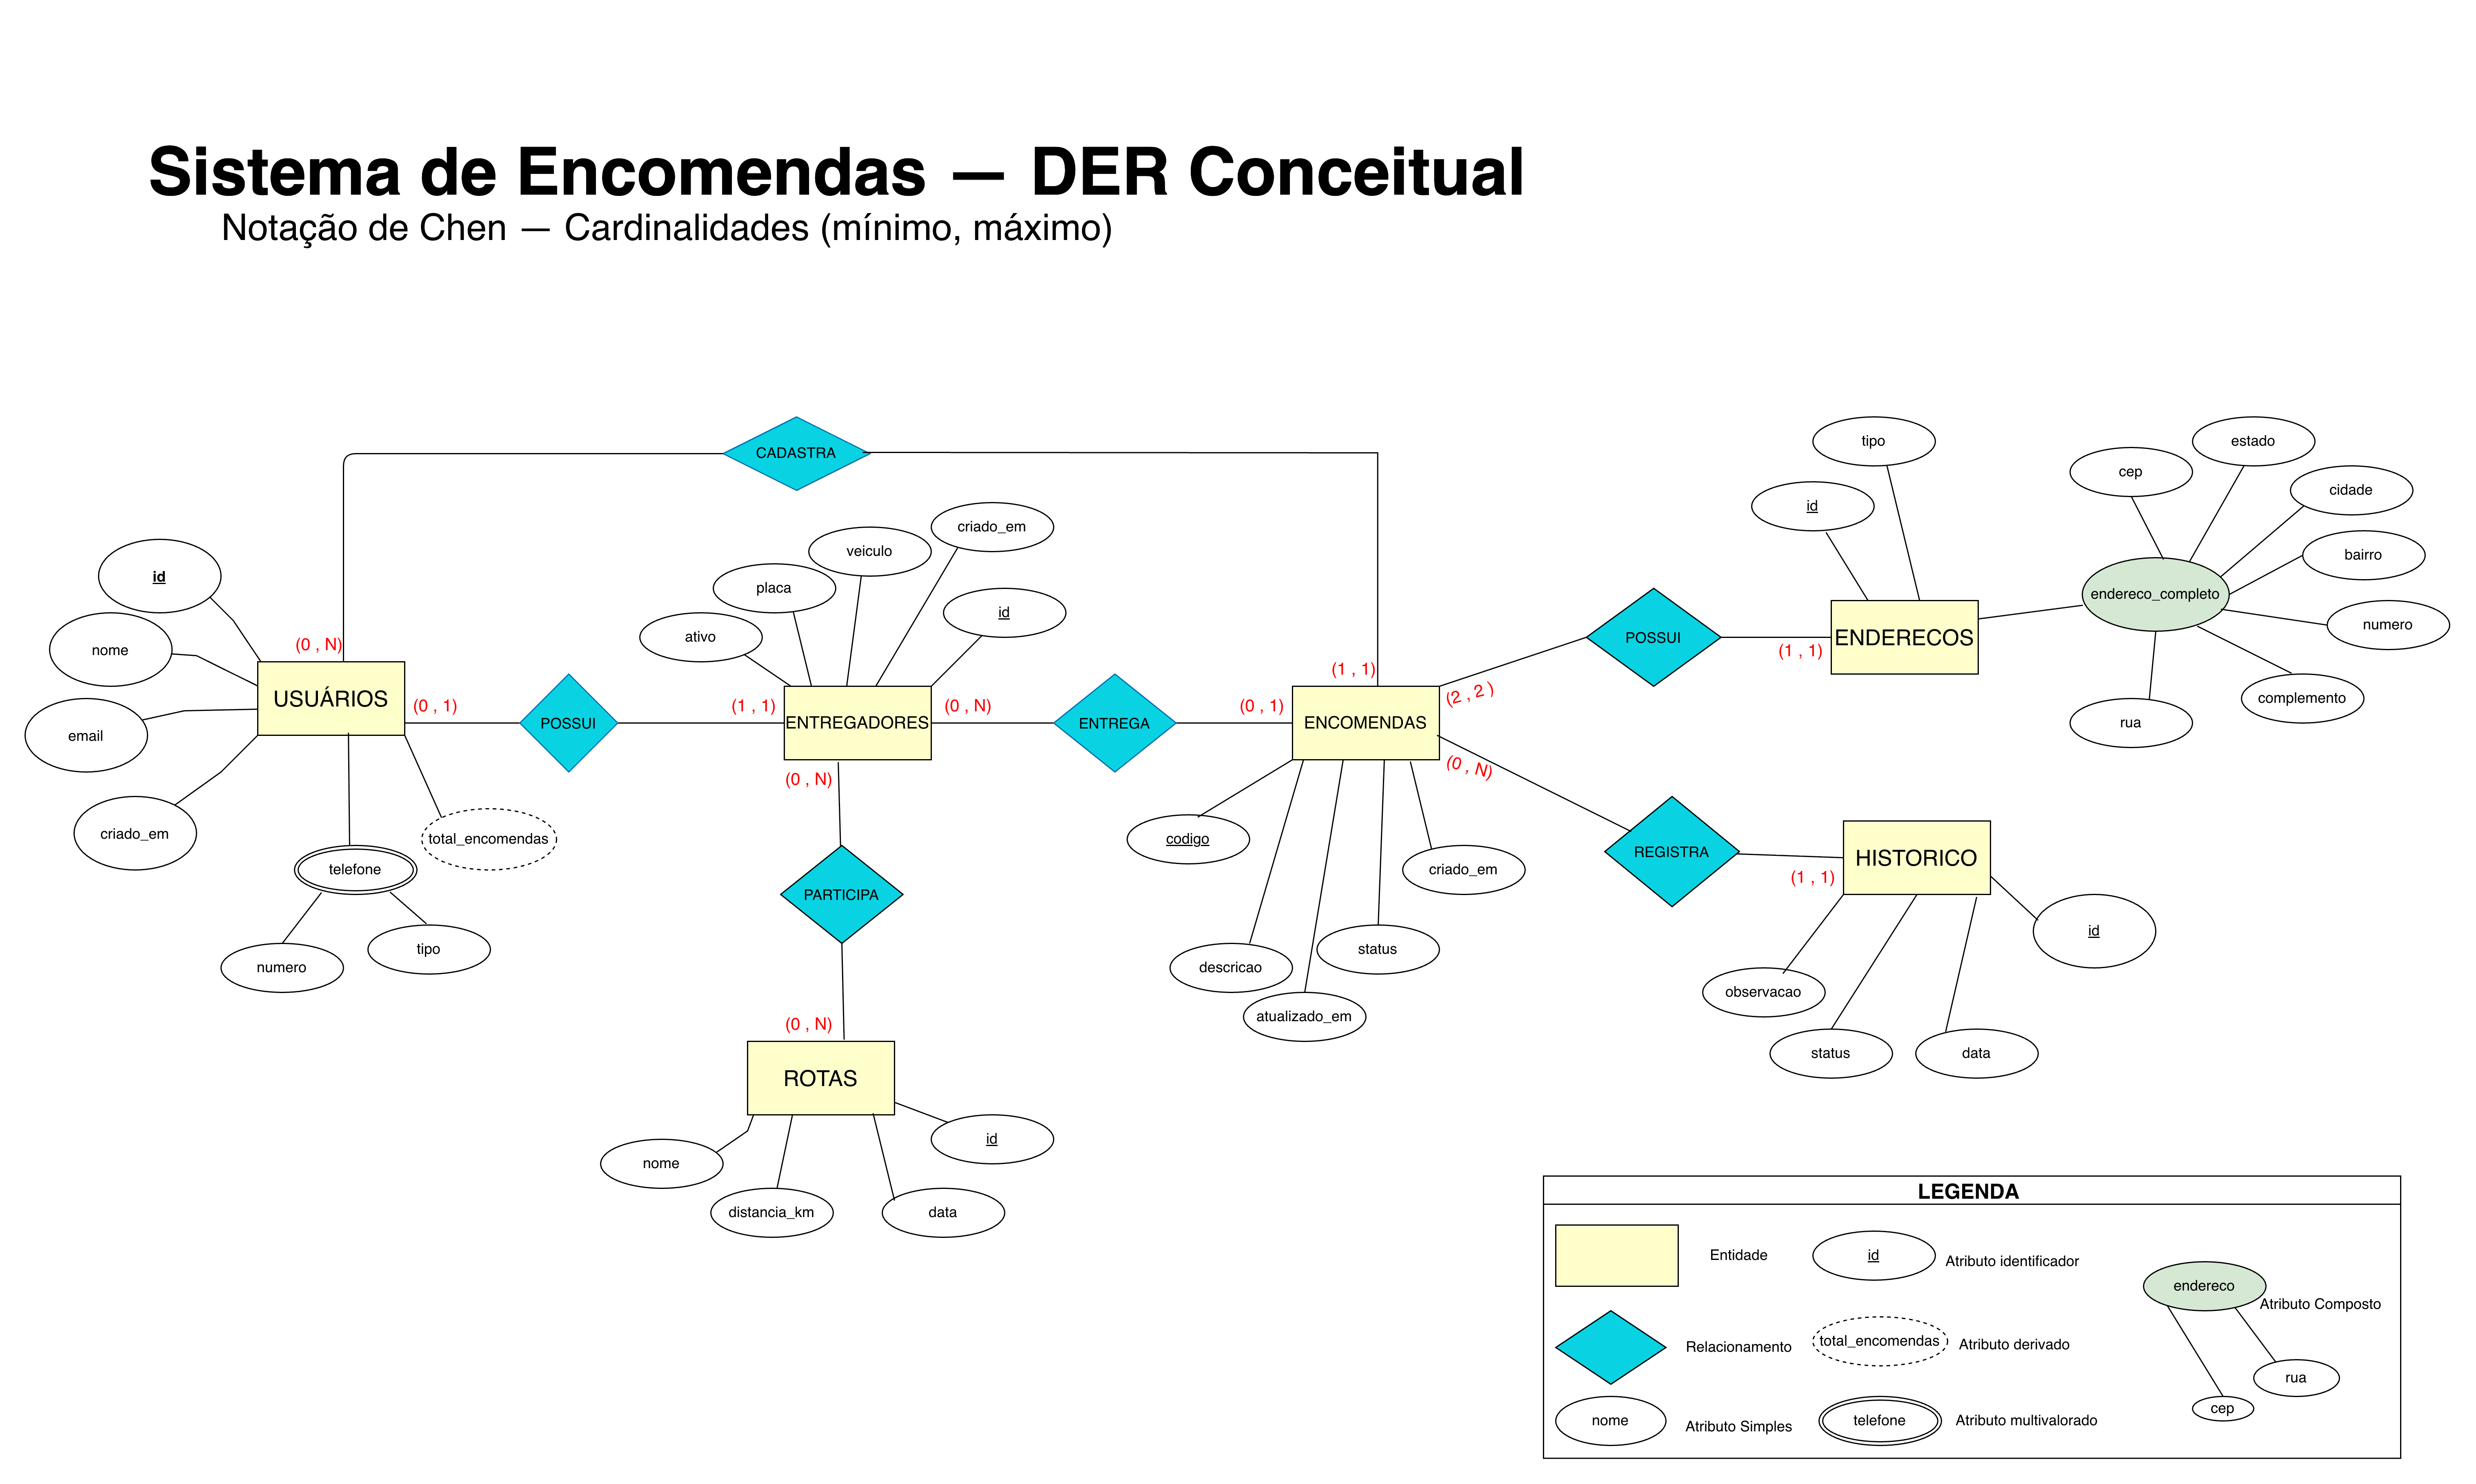 Sistema de Encomendas — DER Conceitual
Notação de Chen — Cardinalidades (mínimo, máximo)
CADASTRA
tipo
estado
cep
cidade
id
criado_em
veiculo
bairro
id
placa
endereco_completo
id
ativo
numero
nome
(0 , N)
POSSUI
ENDERECOS
(1 , 1)
(1 , 1)
(2 , 2 )
USUÁRIOS
complemento
(0 , 1)
(1 , 1)
(0 , N)
(0 , 1)
email
POSSUI
ENTREGADORES
ENTREGA
ENCOMENDAS
rua
(0 , N)
(0 , N)
criado_em
total_encomendas
codigo
REGISTRA
HISTORICO
telefone
criado_em
(1 , 1)
PARTICIPA
id
tipo
status
numero
descricao
observacao
atualizado_em
(0 , N)
status
data
ROTAS
id
nome
distancia_km
data
LEGENDA
Entidade
id
Atributo identificador
endereco
Atributo Composto
Relacionamento
total_encomendas
Atributo derivado
rua
cep
nome
Atributo Simples
telefone
Atributo multivalorado